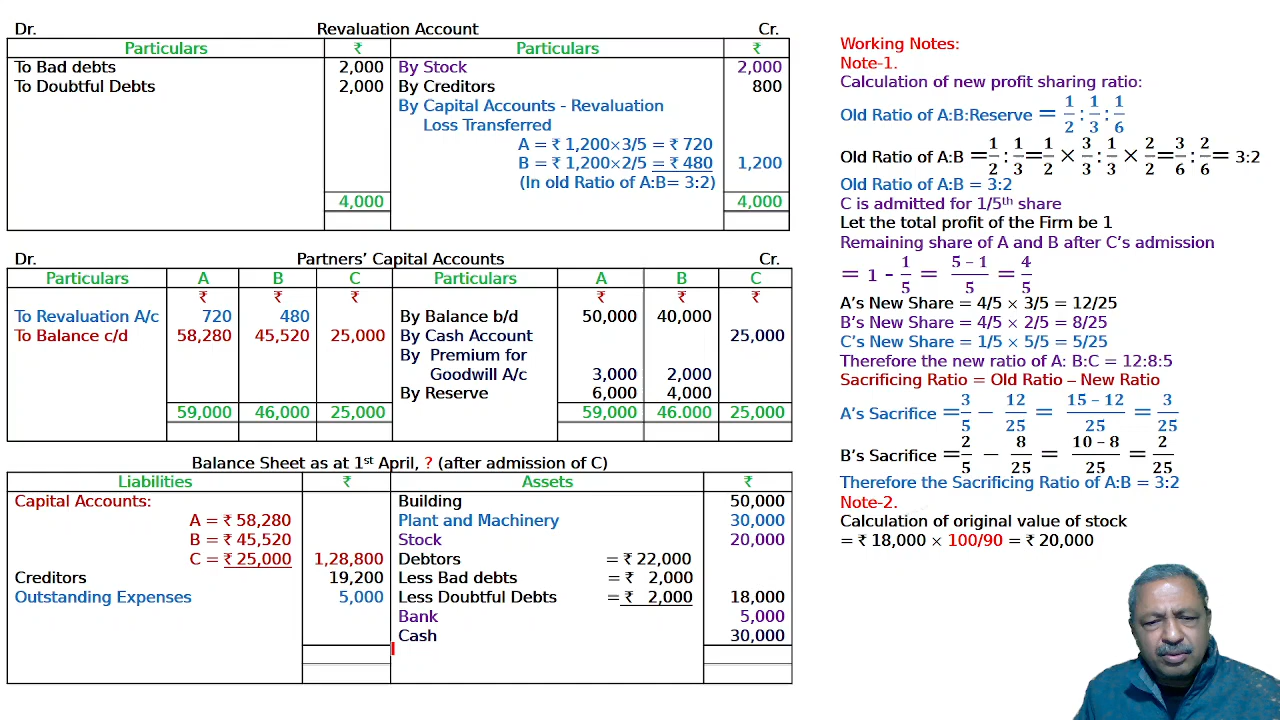 Dr. Revaluation Account Cr.
Particulars ₹ Particulars ₹
To Bad debts 2,000 By Stock 2,000
To Doubtful Debts 2,000 By Creditors 800
By Capital Accounts - Revaluation
Loss Transferred
A = ₹ 1,200×3/5 = ₹ 720
B = ₹ 1,200×2/5 = ₹ 480 1,200
(In old Ratio of A:B= 3:2)
4,000 4,000
Dr. Partners' Capital Accounts Cr.
Particulars A B C Particulars A B C
₹ ₹ ₹ ₹ ₹ ₹
To Revaluation A/c 720 480 By Balance b/d 50,000 40,000
To Balance c/d 58,280 45,520 25,000 By Cash Account 25,000
By Premium for
Goodwill A/c 3,000 2,000
By Reserve 6,000 4,000
59,000 46,000 25,000 59,000 46.000 25,000
Balance Sheet as at 1st April, ? (after admission of C)
Liabilities ₹ Assets ₹
Capital Accounts: Building 50,000
A = ₹ 58,280 Plant and Machinery 30,000
B = ₹ 45,520 Stock 20,000
C = ₹ 25,000 1,28,800 Debtors = ₹ 22,000
Creditors 19,200 Less Bad debts = ₹ 2,000
Outstanding Expenses 5,000 Less Doubtful Debts = ₹ 2,000 18,000
Bank 5,000
Cash 30,000
Working Notes:
Note-1.
Calculation of new profit sharing ratio:
Old Ratio of A:B:Reserve = 1/2 : 1/3 : 1/6
Old Ratio of A:B = 1/2 : 1/3 = 1/2 × 3/3 : 1/3 × 2/2 = 3/6 : 2/6 = 3:2
Old Ratio of A:B = 3:2
C is admitted for 1/5th share
Let the total profit of the Firm be 1
Remaining share of A and B after C's admission
= 1 - 1/5 = 5 – 1/5 = 4/5
A's New Share = 4/5 × 3/5 = 12/25
B's New Share = 4/5 × 2/5 = 8/25
C's New Share = 1/5 × 5/5 = 5/25
Therefore the new ratio of A: B:C = 12:8:5
Sacrificing Ratio = Old Ratio – New Ratio
A's Sacrifice = 3/5 – 12/25 = 15 – 12/25 = 3/25
B's Sacrifice = 2/5 – 8/25 = 10 – 8/25 = 2/25
Therefore the Sacrificing Ratio of A:B = 3:2
Note-2.
Calculation of original value of stock
= ₹ 18,000 × 100/90 = ₹ 20,000